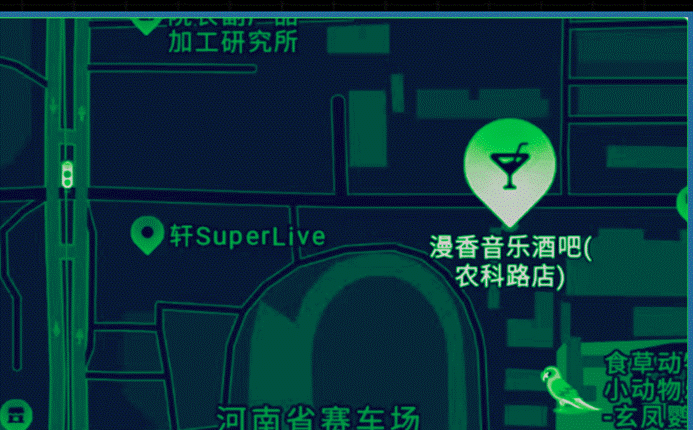 加工研究所
轩SuperLive
漫香音乐酒吧(
农科路店)
食草动
小动物
-玄凤鹦
河南省赛车场